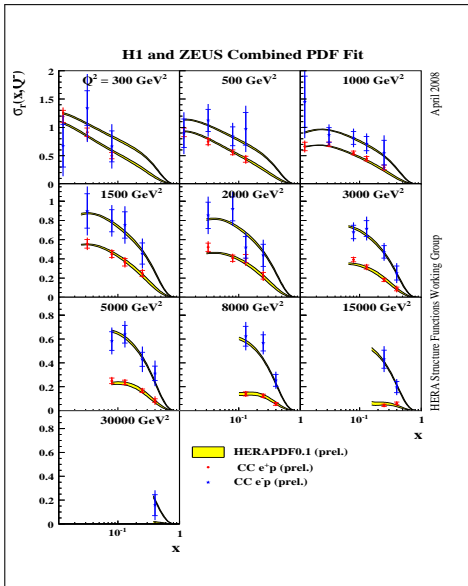 H1 and ZEUS Combined PDF Fit
σr(x,Q²)
April 2008
HERA Structure Functions Working Group
Q² = 300 GeV²
500 GeV²
1000 GeV²
2
1.5
1
0.5
0
1500 GeV²
2000 GeV²
3000 GeV²
1
0.8
0.6
0.4
0.2
0
5000 GeV²
8000 GeV²
15000 GeV²
0.8
0.6
0.4
0.2
0
30000 GeV²
0.8
0.6
0.4
0.2
0
HERAPDF0.1 (prel.)
CC e⁺p (prel.)
CC e⁻p (prel.)
10⁻¹ 1
10⁻¹ 1
10⁻¹ 1
x
x